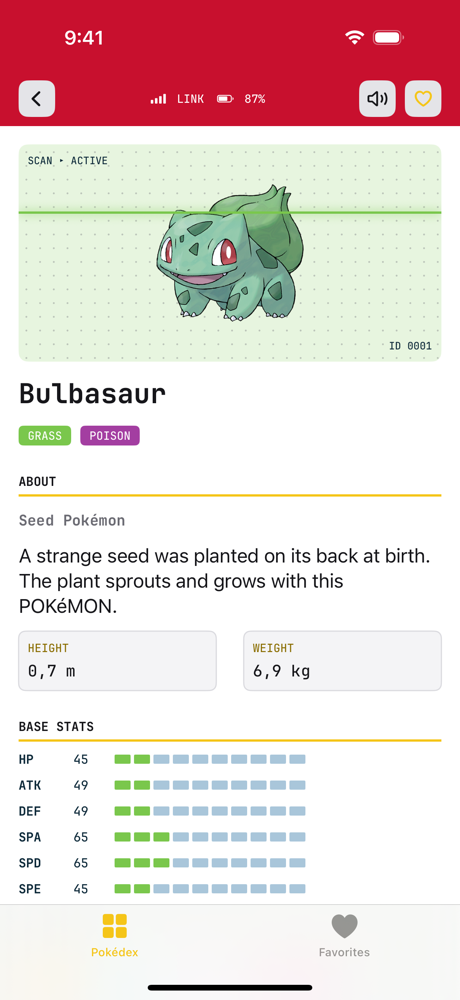 9:41
LINK 87%
SCAN ▸ ACTIVE
ID 0001
Bulbasaur
GRASS POISON
ABOUT
Seed Pokémon
A strange seed was planted on its back at birth.
The plant sprouts and grows with this
POKéMON.
HEIGHT WEIGHT
0,7 m 6,9 kg
BASE STATS
HP 45
ATK 49
DEF 49
SPA 65
SPD 65
SPE 45
Pokédex Favorites